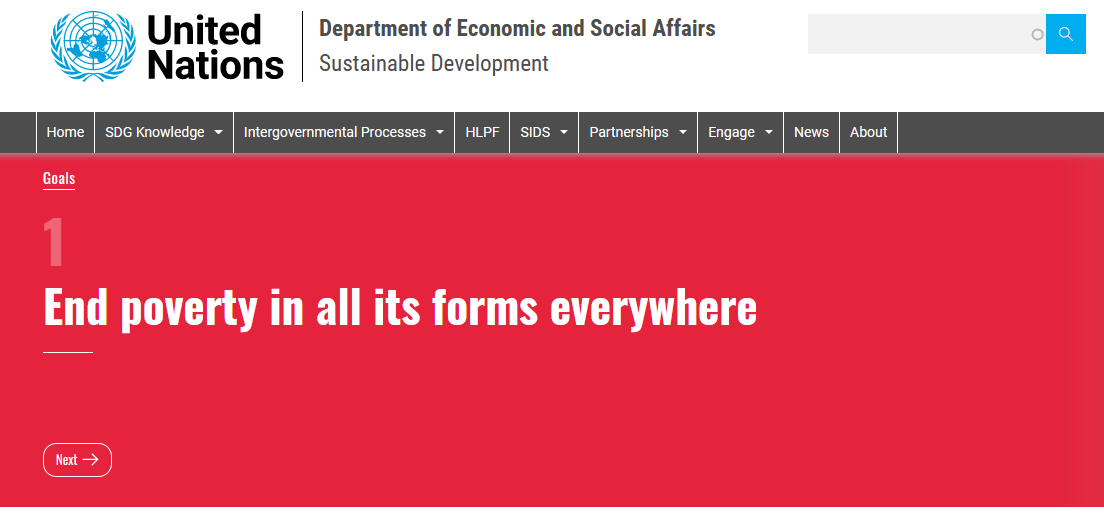 United
Nations
Department of Economic and Social Affairs
Sustainable Development
Home SDG Knowledge Intergovernmental Processes HLPF SIDS Partnerships Engage News About
Goals
1
End poverty in all its forms everywhere
Next →